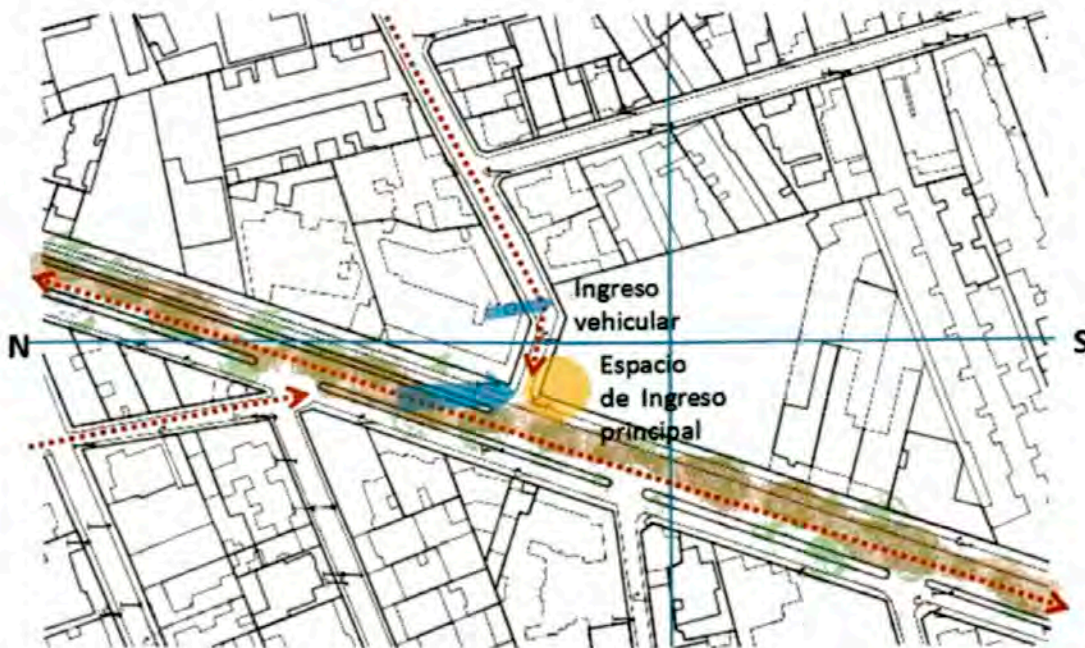 Ingreso
vehicular
N
S
Espacio
de Ingreso
principal